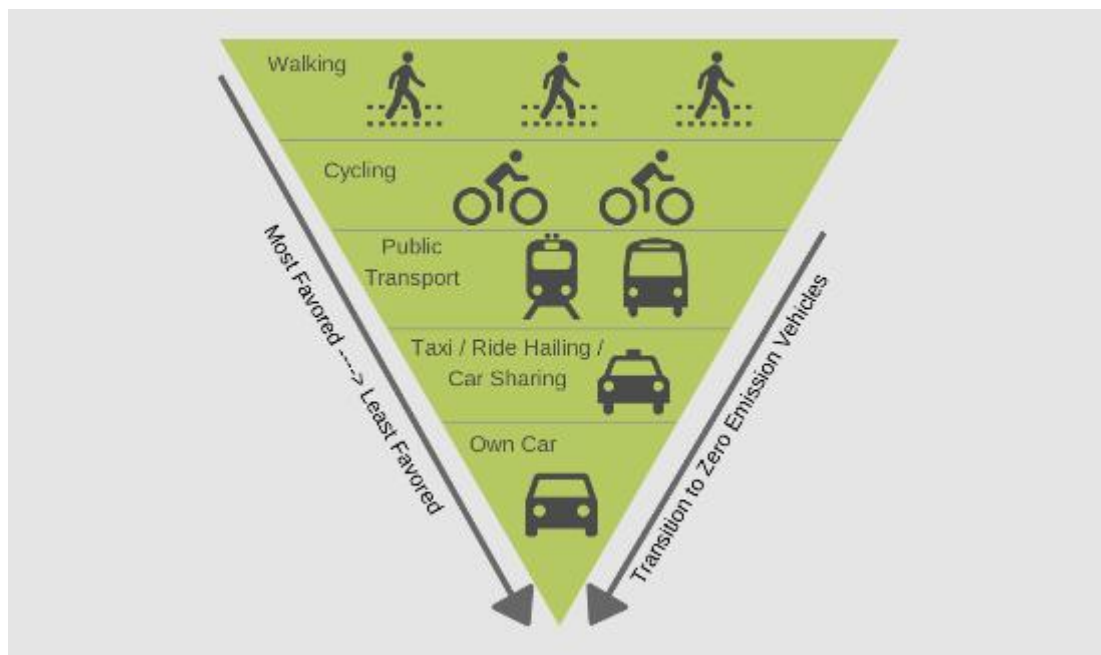 Walking
Cycling
Public
Transport
Taxi / Ride Hailing /
Car Sharing
Own Car
Most Favored ----> Least Favored
Transition to Zero Emission Vehicles